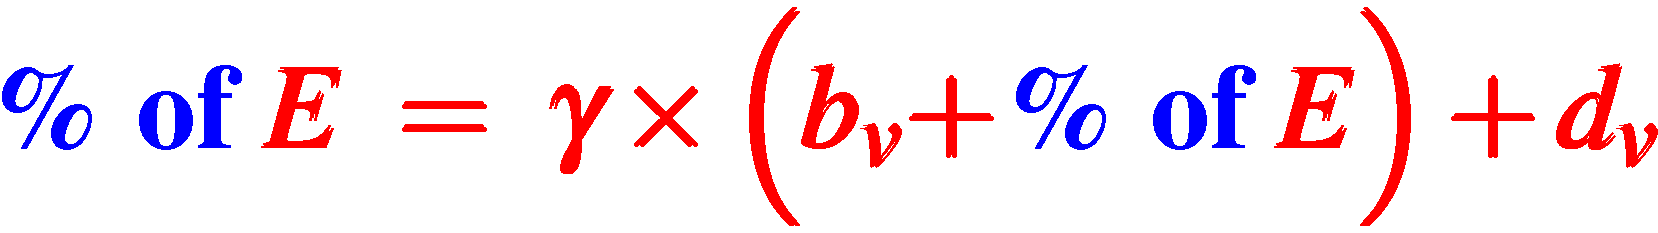 % of E = γ × (b_v + % of E) + d_v